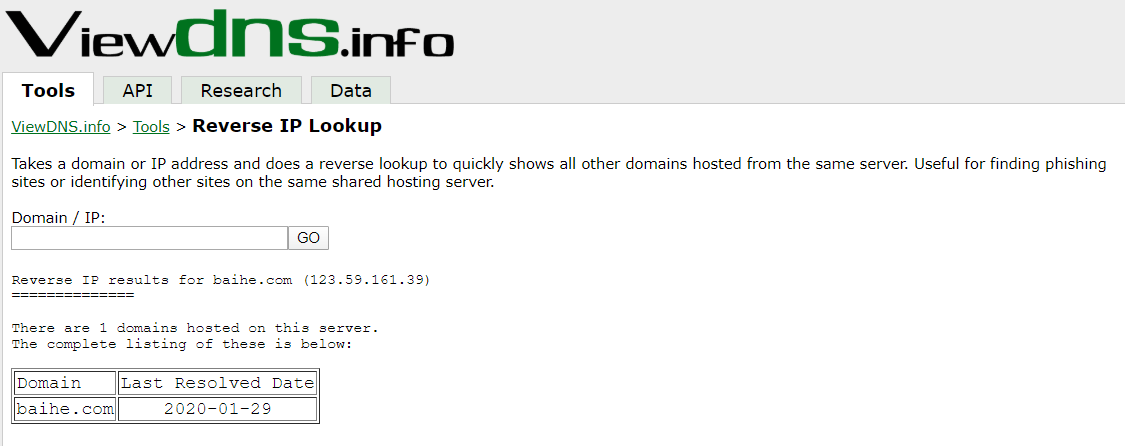 Viewdns.info
Tools API Research Data
ViewDNS.info > Tools > Reverse IP Lookup
Takes a domain or IP address and does a reverse lookup to quickly shows all other domains hosted from the same server. Useful for finding phishing
sites or identifying other sites on the same shared hosting server.
Domain / IP:
GO
Reverse IP results for baihe.com (123.59.161.39)
==============
There are 1 domains hosted on this server.
The complete listing of these is below:
Domain Last Resolved Date
baihe.com 2020-01-29